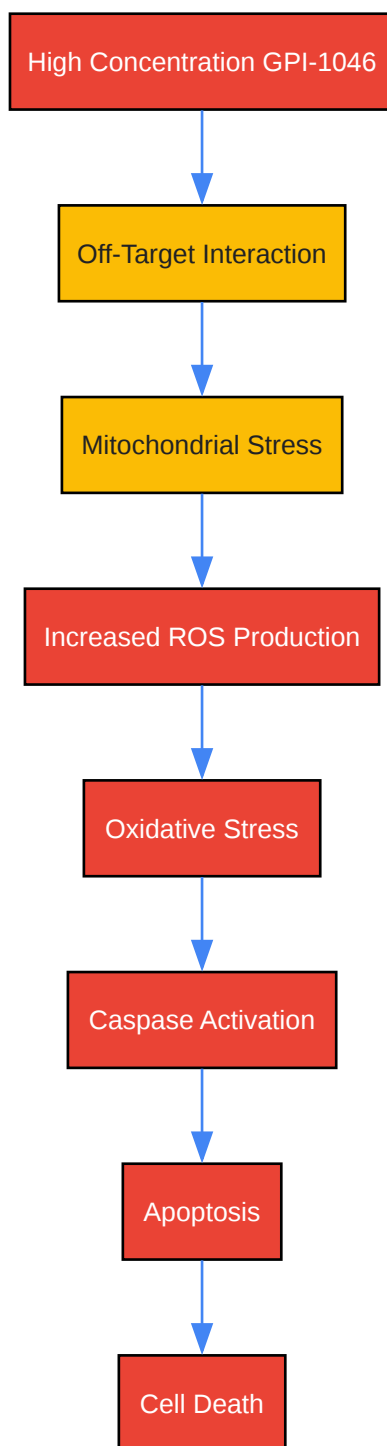 High Concentration GPI-1046
Off-Target Interaction
Mitochondrial Stress
Increased ROS Production
Oxidative Stress
Caspase Activation
Apoptosis
Cell Death